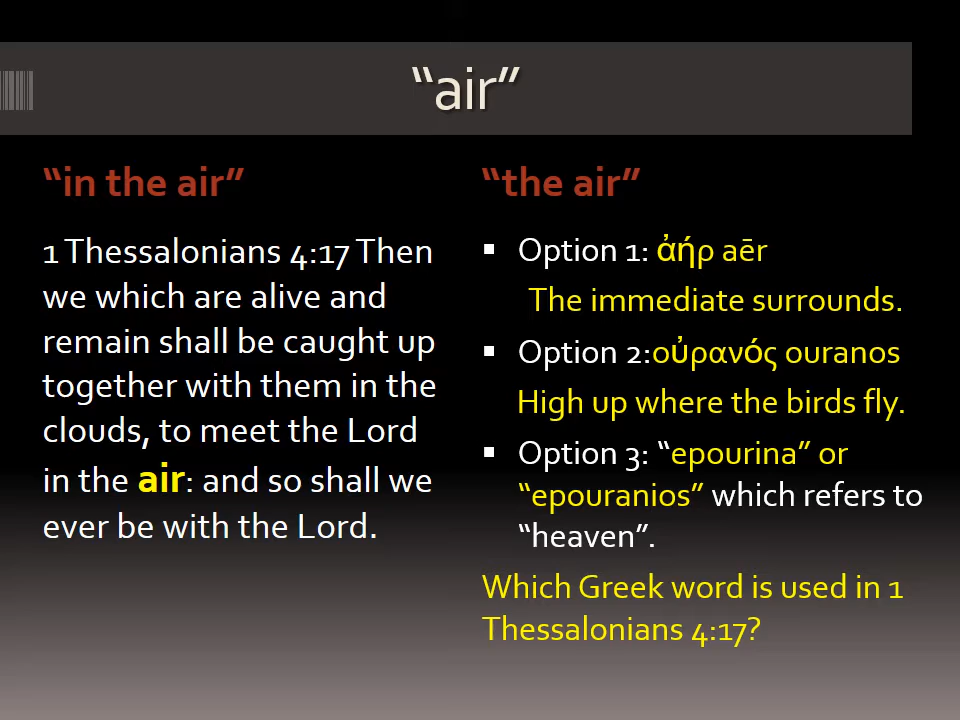 “air”
“in the air”
1 Thessalonians 4:17 Then
we which are alive and
remain shall be caught up
together with them in the
clouds, to meet the Lord
in the air: and so shall we
ever be with the Lord.
“the air”
▪ Option 1: ἀήρ aēr
The immediate surrounds.
▪ Option 2:οὐρανός ouranos
High up where the birds fly.
▪ Option 3: “epourina” or
“epouranios” which refers to
“heaven”.
Which Greek word is used in 1
Thessalonians 4:17?